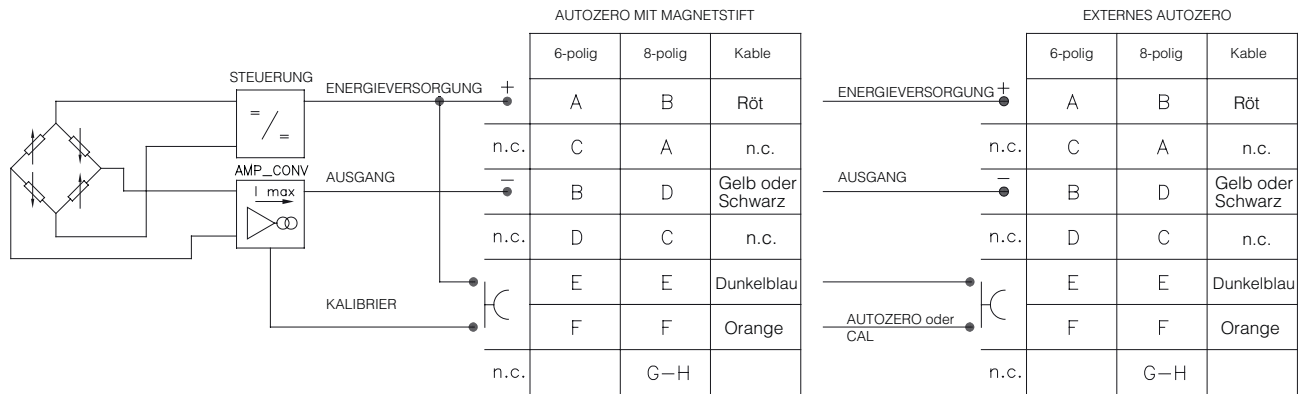 AUTOZERO MIT MAGNETSTIFT
6-polig 8-polig Kable
STEUERUNG
= / =
ENERGIEVERSORGUNG + A B Röt
n.c. C A n.c.
AMP_CONV
I max
AUSGANG – B D Gelb oder
Schwarz
n.c. D C n.c.
E E Dunkelblau
KALIBRIER F F Orange
n.c. G–H
EXTERNES AUTOZERO
6-polig 8-polig Kable
ENERGIEVERSORGUNG + A B Röt
n.c. C A n.c.
AUSGANG – B D Gelb oder
Schwarz
n.c. D C n.c.
E E Dunkelblau
AUTOZERO oder
CAL
F F Orange
n.c. G–H